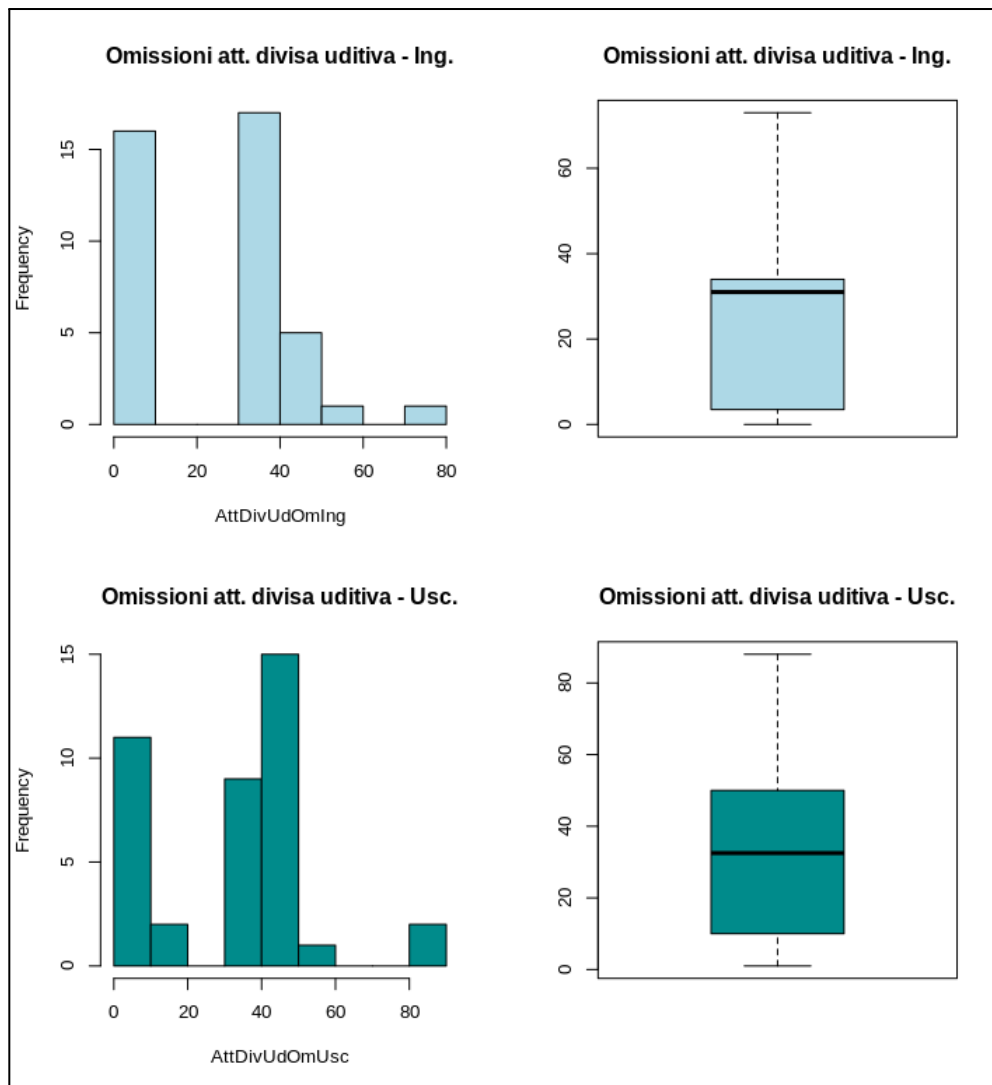 Omissioni att. divisa uditiva - Ing.
Frequency
15
10
5
0
0 20 40 60 80
AttDivUdOmIng
Omissioni att. divisa uditiva - Ing.
60
40
20
0
Omissioni att. divisa uditiva - Usc.
Frequency
15
10
5
0
0 20 40 60 80
AttDivUdOmUsc
Omissioni att. divisa uditiva - Usc.
80
60
40
20
0